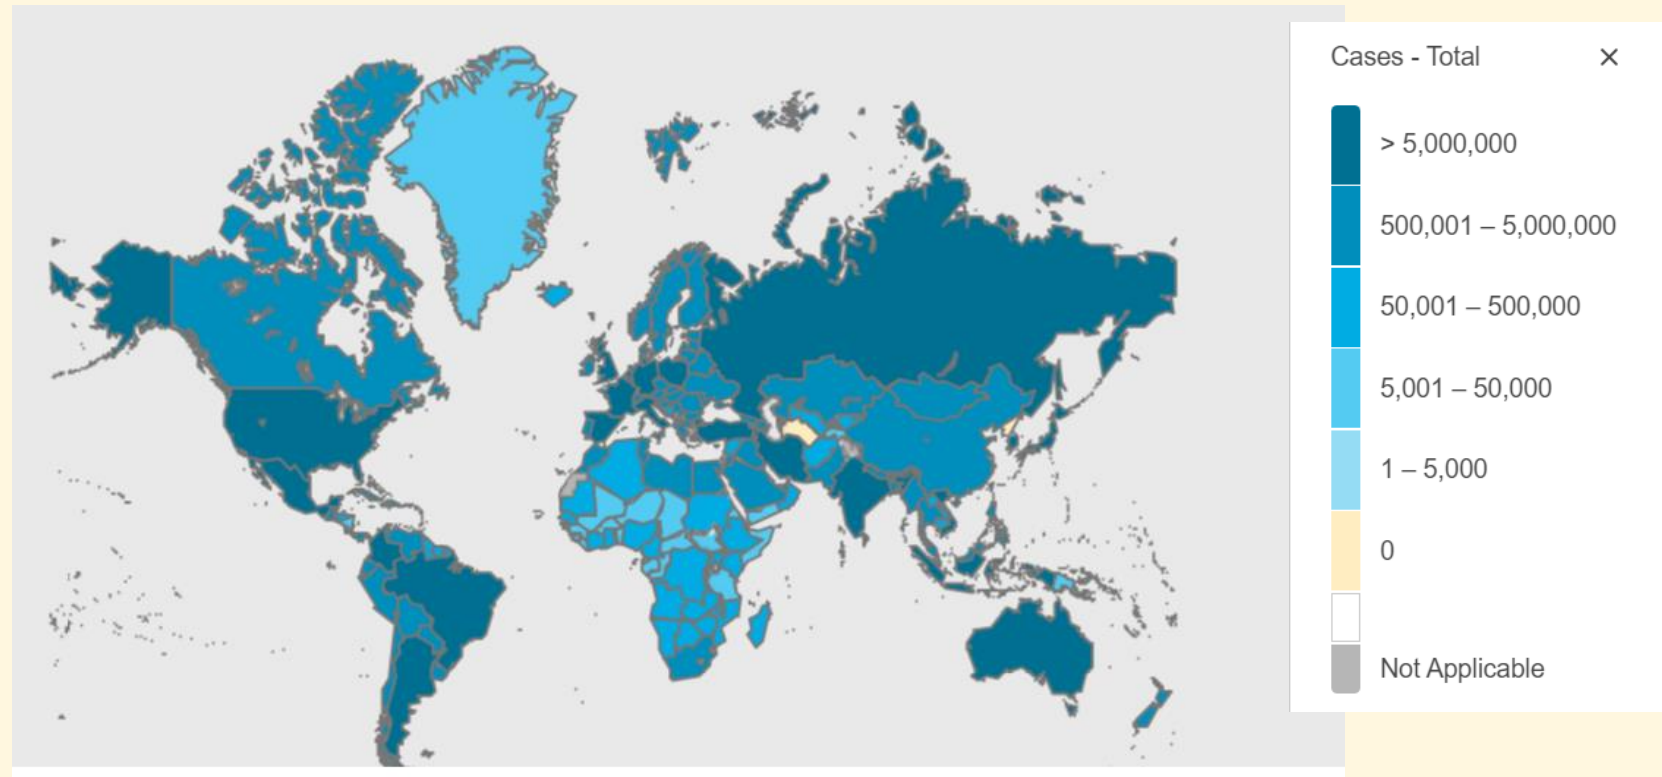 Cases - Total ×
> 5,000,000
500,001 – 5,000,000
50,001 – 500,000
5,001 – 50,000
1 – 5,000
0
Not Applicable